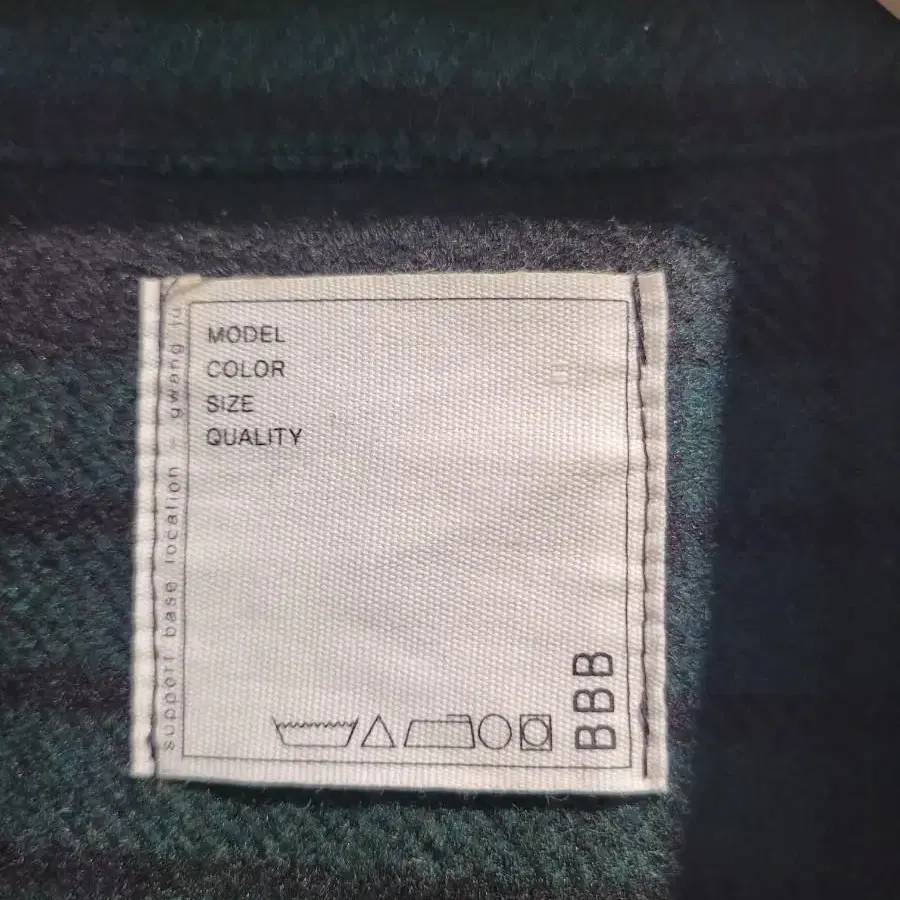 MODEL
COLOR
SIZE
QUALITY
support base location - gwang ju
BBB